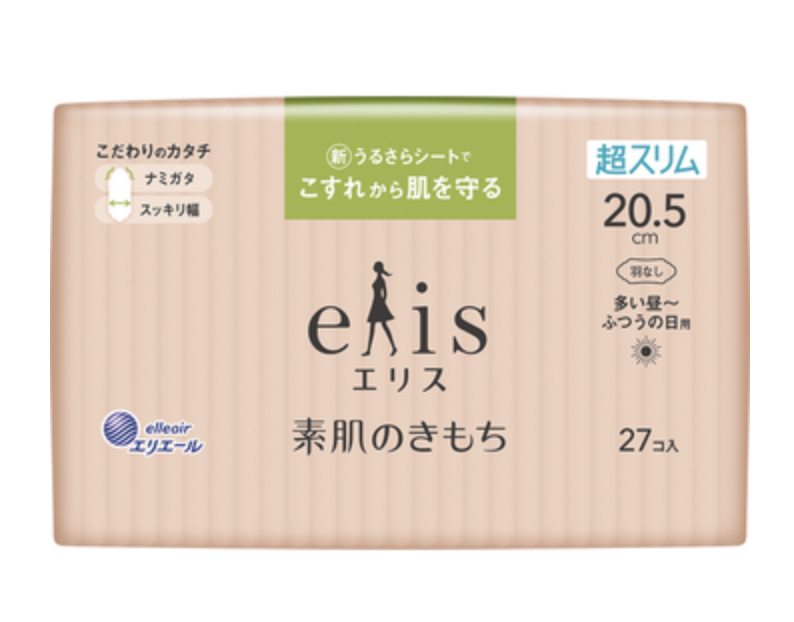 こだわりのカタチ
ナミガタ
スッキリ幅
新 うるさらシートで
こすれから肌を守る
超スリム
20.5
cm
羽なし
多い昼～
ふつうの日用
elis
エリス
素肌のきもち
elleair
エリエール
27コ入